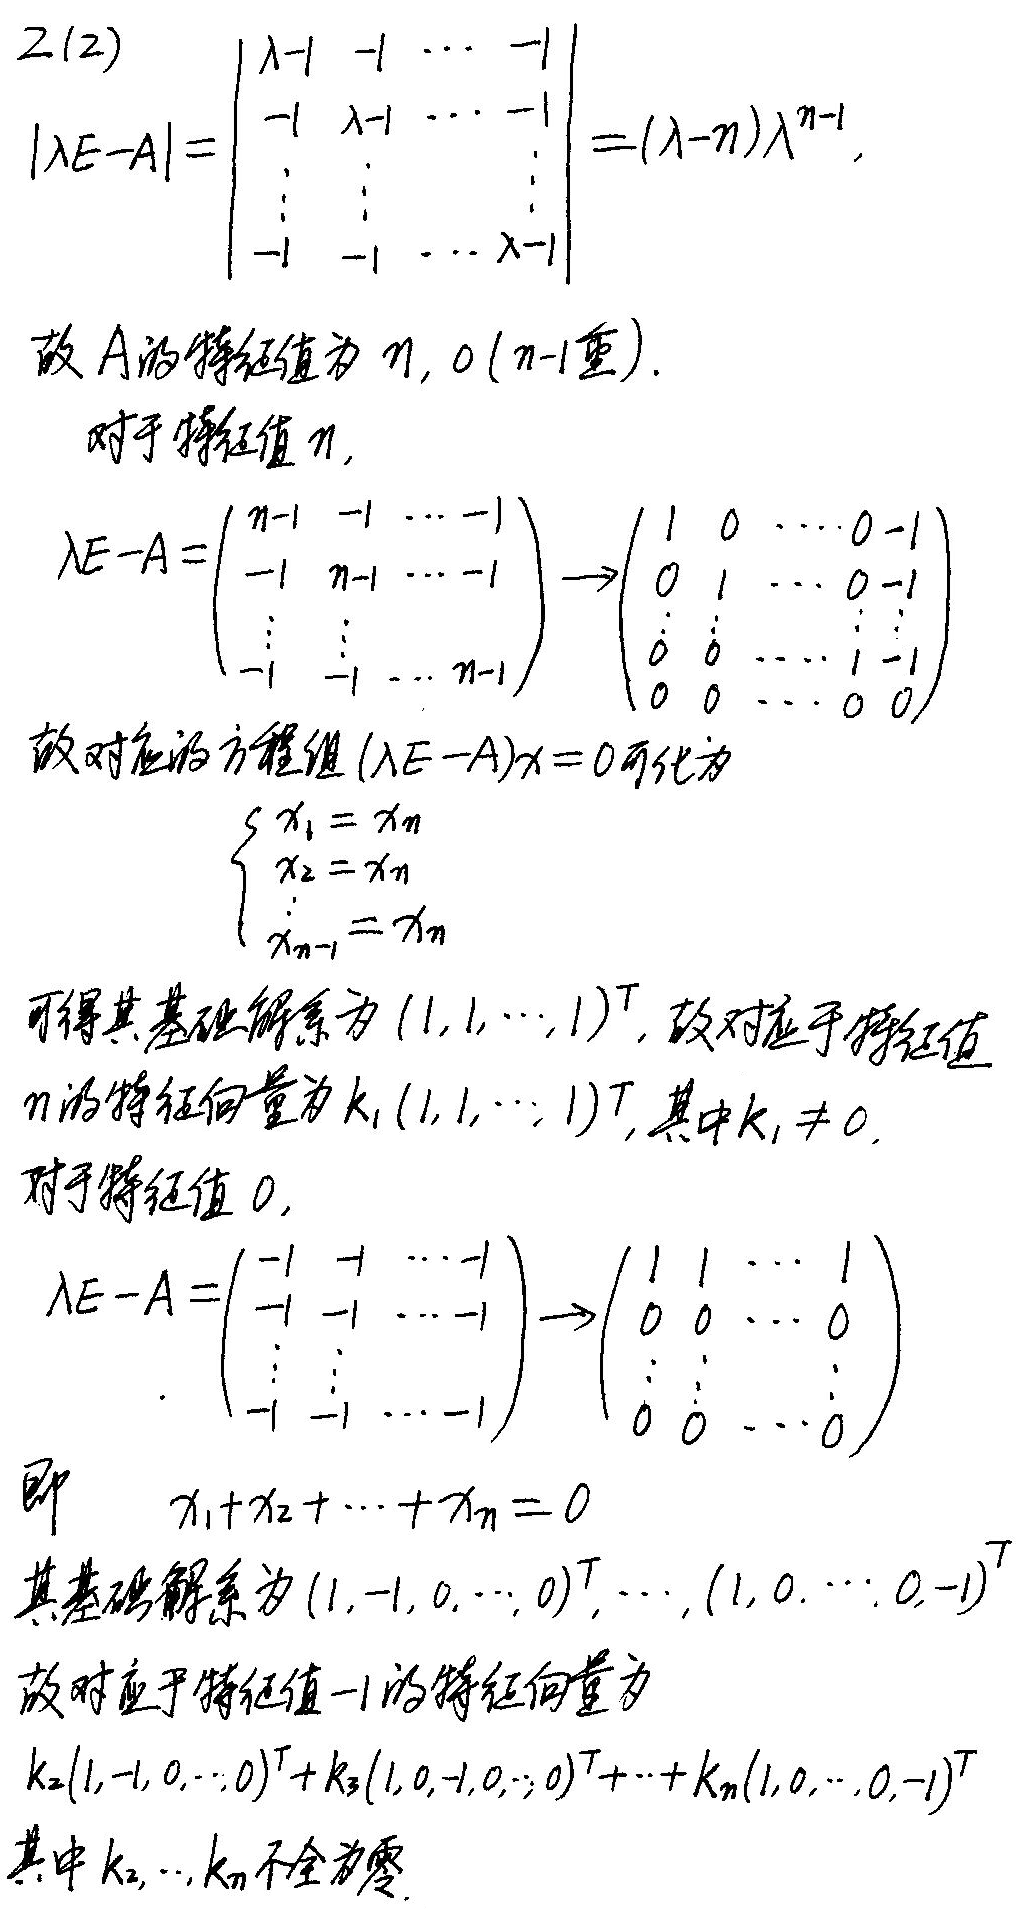 2(2)
|λE-A| = | λ-1 -1 ⋯ -1 ; -1 λ-1 ⋯ -1 ; ⋮ ⋮ ⋮ ; -1 -1 ⋯ λ-1 | = (λ-n)λ^{n-1},
故 A的特征值为 n, 0 (n-1重).
对于特征值 n,
λE-A = ( n-1 -1 ⋯ -1 ; -1 n-1 ⋯ -1 ; ⋮ ⋮ ; -1 -1 ⋯ n-1 ) → ( 1 0 ⋯ 0 -1 ; 0 1 ⋯ 0 -1 ; ⋮ ⋮ ⋮ ⋮ ; 0 0 ⋯ 1 -1 ; 0 0 ⋯ 0 0 )
故对应的方程组 (λE-A)x = 0可化为
{ x₁ = xₙ
x₂ = xₙ
⋮
xₙ₋₁ = xₙ
可得其基础解系为 (1, 1, ⋯, 1)^T, 故对应于特征值
n的特征向量为 k₁(1, 1, ⋯, 1)^T, 其中k₁ ≠ 0.
对于特征值 0,
λE-A = ( -1 -1 ⋯ -1 ; -1 -1 ⋯ -1 ; ⋮ ⋮ ; -1 -1 ⋯ -1 ) → ( 1 1 ⋯ 1 ; 0 0 ⋯ 0 ; ⋮ ⋮ ⋮ ; 0 0 ⋯ 0 )
即 x₁+x₂+⋯+xₙ = 0
其基础解系为 (1, -1, 0, ⋯, 0)^T, ⋯, (1, 0, ⋯, 0, -1)^T
故对应于特征值-1的特征向量为
k₂(1, -1, 0, ⋯, 0)^T + k₃(1, 0, -1, 0, ⋯, 0)^T + ⋯ + kₙ(1, 0, ⋯, 0, -1)^T
其中 k₂, ⋯, kₙ不全为零.